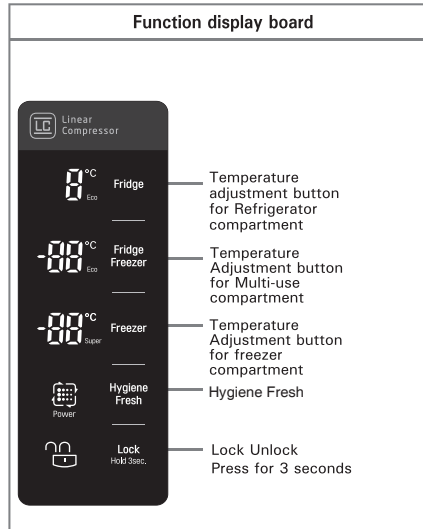 Function display board
LC
Linear
Compressor
8°C
Eco
Fridge
Temperature
adjustment button
for Refrigerator
compartment
-88°C
Eco
Fridge
Freezer
Temperature
Adjustment button
for Multi-use
compartment
-88°C
Super
Freezer
Temperature
Adjustment button
for freezer
compartment
Power
Hygiene
Fresh
Hygiene Fresh
Lock
Hold 3sec.
Lock Unlock
Press for 3 seconds